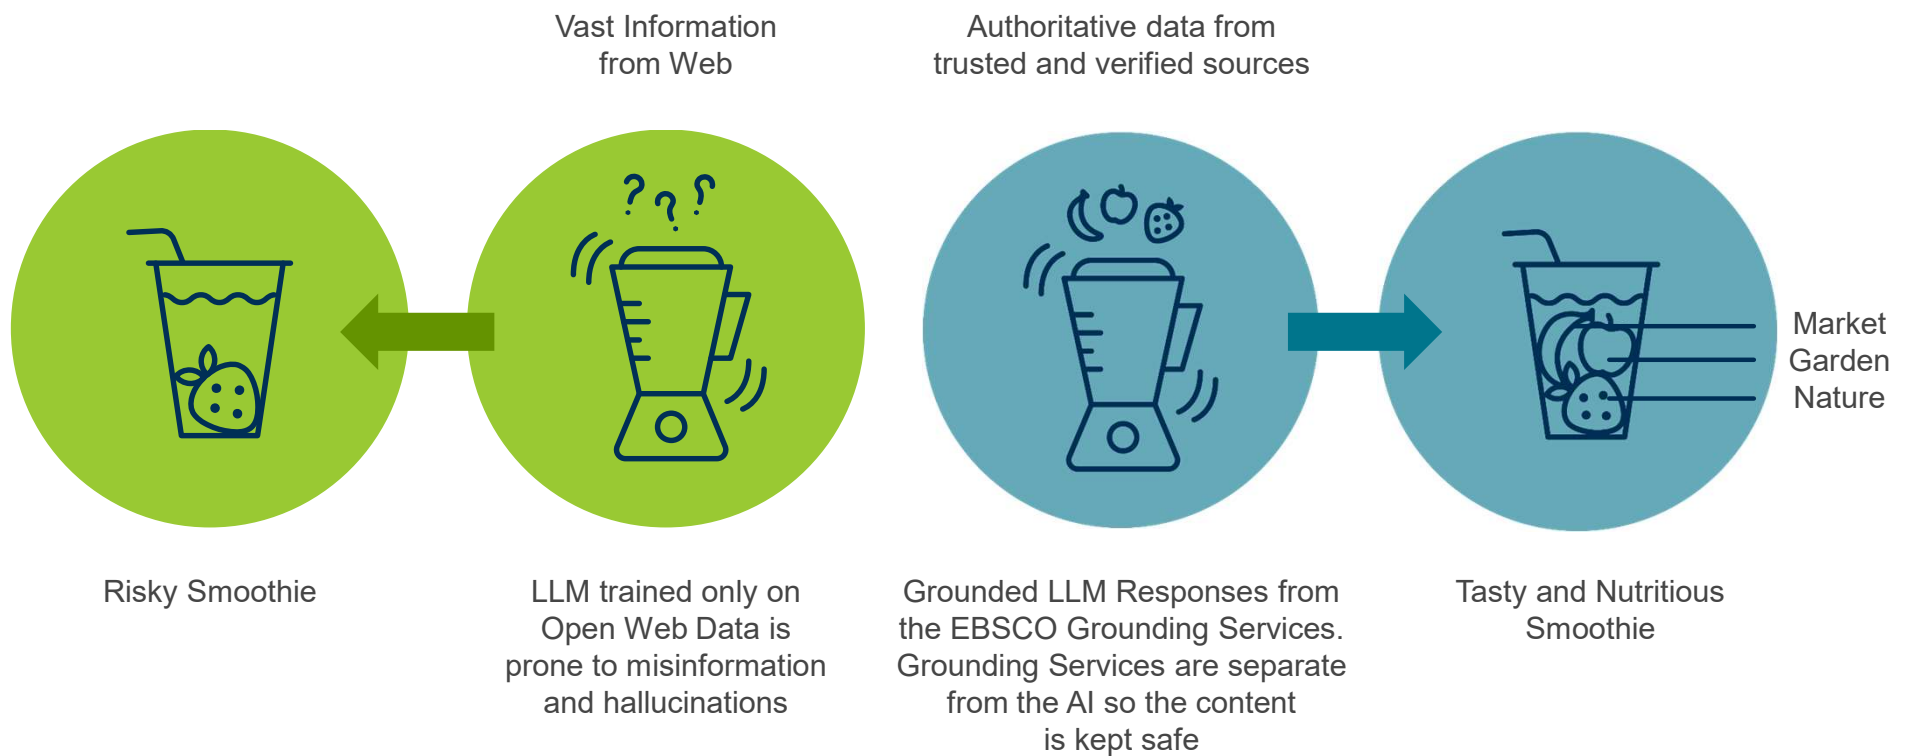 Vast Information
from Web
Authoritative data from
trusted and verified sources
? ? ?
Market
Garden
Nature
Risky Smoothie
LLM trained only on
Open Web Data is
prone to misinformation
and hallucinations
Grounded LLM Responses from
the EBSCO Grounding Services.
Grounding Services are separate
from the AI so the content
is kept safe
Tasty and Nutritious
Smoothie